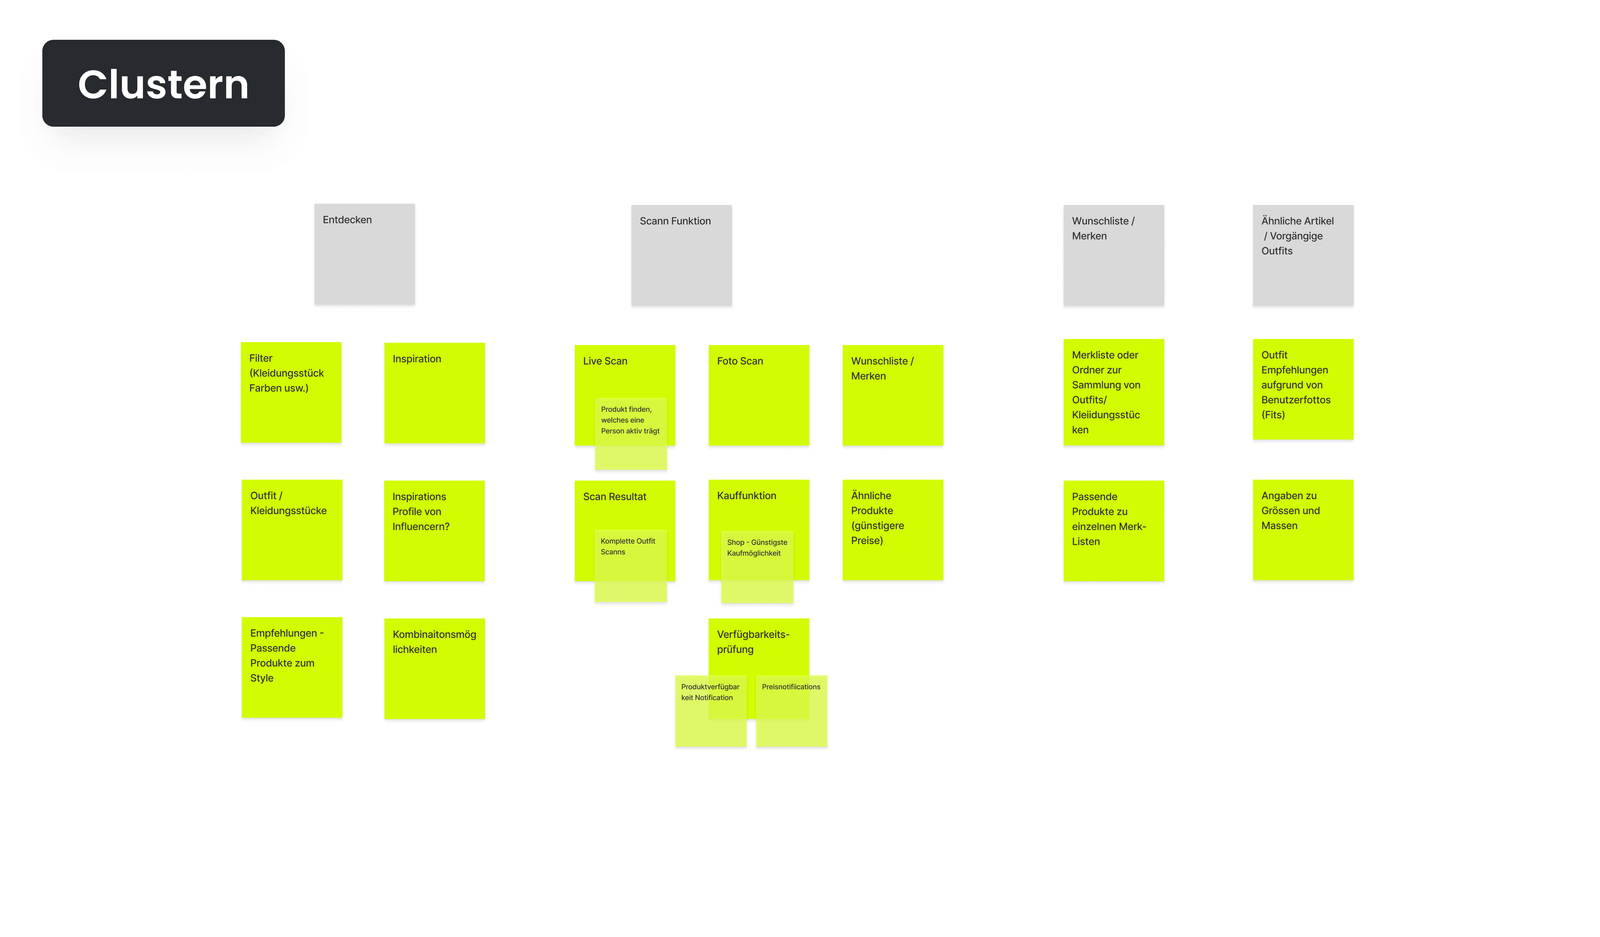 Clustern
Entdecken
Scann Funktion
Wunschliste /
Merken
Ähnliche Artikel
/ Vorgängige
Outfits
Filter
(Kleidungsstück
Farben usw.)
Inspiration
Live Scan
Produkt finden,
welches eine
Person aktiv trägt
Foto Scan
Wunschliste /
Merken
Merkliste oder
Ordner zur
Sammlung von
Outfits/
Kleiidungsstüc
ken
Outfit
Empfehlungen
aufgrund von
Benutzerfottos
(Fits)
Outfit /
Kleidungsstücke
Inspirations
Profile von
Influencern?
Scan Resultat
Komplette Outfit
Scanns
Kauffunktion
Shop - Günstigste
Kaufmöglichkeit
Ähnliche
Produkte
(günstigere
Preise)
Passende
Produkte zu
einzelnen Merk-
Listen
Angaben zu
Grössen und
Massen
Empfehlungen -
Passende
Produkte zum
Style
Kombinaitonsmög
lichkeiten
Verfügbarkeits-
prüfung
Produktverfügbar
keit Notification
Preisnotifiications